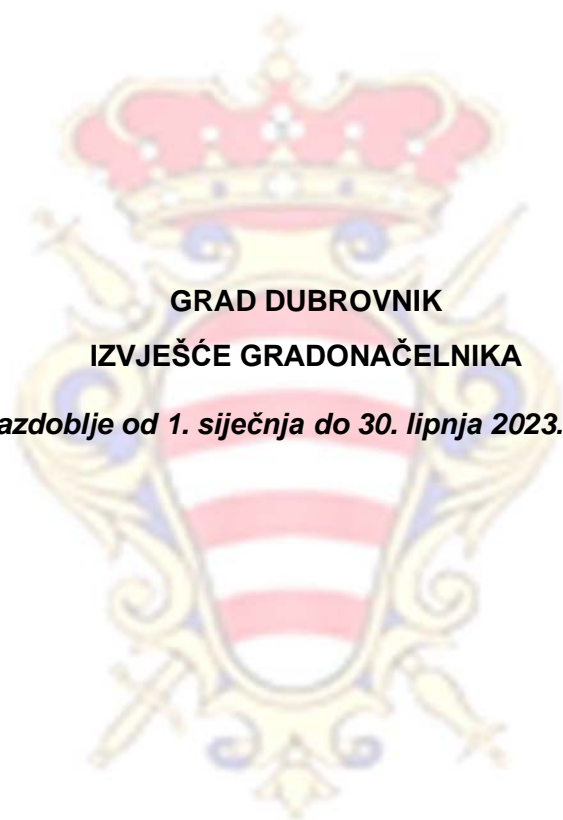 GRAD DUBROVNIK
IZVJEŠĆE GRADONAČELNIKA
azdoblje od 1. siječnja do 30. lipnja 2023.